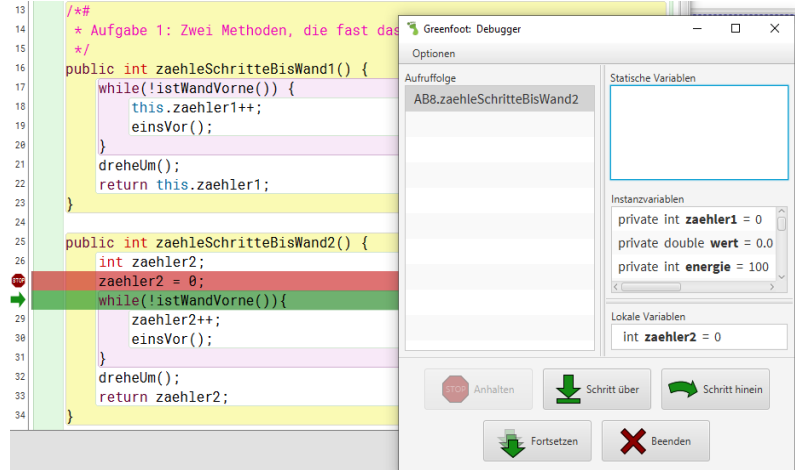 13 /*#
14 * Aufgabe 1: Zwei Methoden, die fast das
15 */
16 public int zaehleSchritteBisWand1() {
17 while(!istWandVorne()) {
18 this.zaehler1++;
19 einsVor();
20 }
21 dreheUm();
22 return this.zaehler1;
23 }
24
25 public int zaehleSchritteBisWand2() {
26 int zaehler2;
STOP zaehler2 = 0;
while(!istWandVorne()){
29 zaehler2++;
30 einsVor();
31 }
32 dreheUm();
33 return zaehler2;
34 }
Greenfoot: Debugger
Optionen
Aufruffolge
AB8.zaehleSchritteBisWand2
Statische Variablen
Instanzvariablen
private int zaehler1 = 0
private double wert = 0.0
private int energie = 100
Lokale Variablen
int zaehler2 = 0
STOP Anhalten
Schritt über
Schritt hinein
Fortsetzen
Beenden